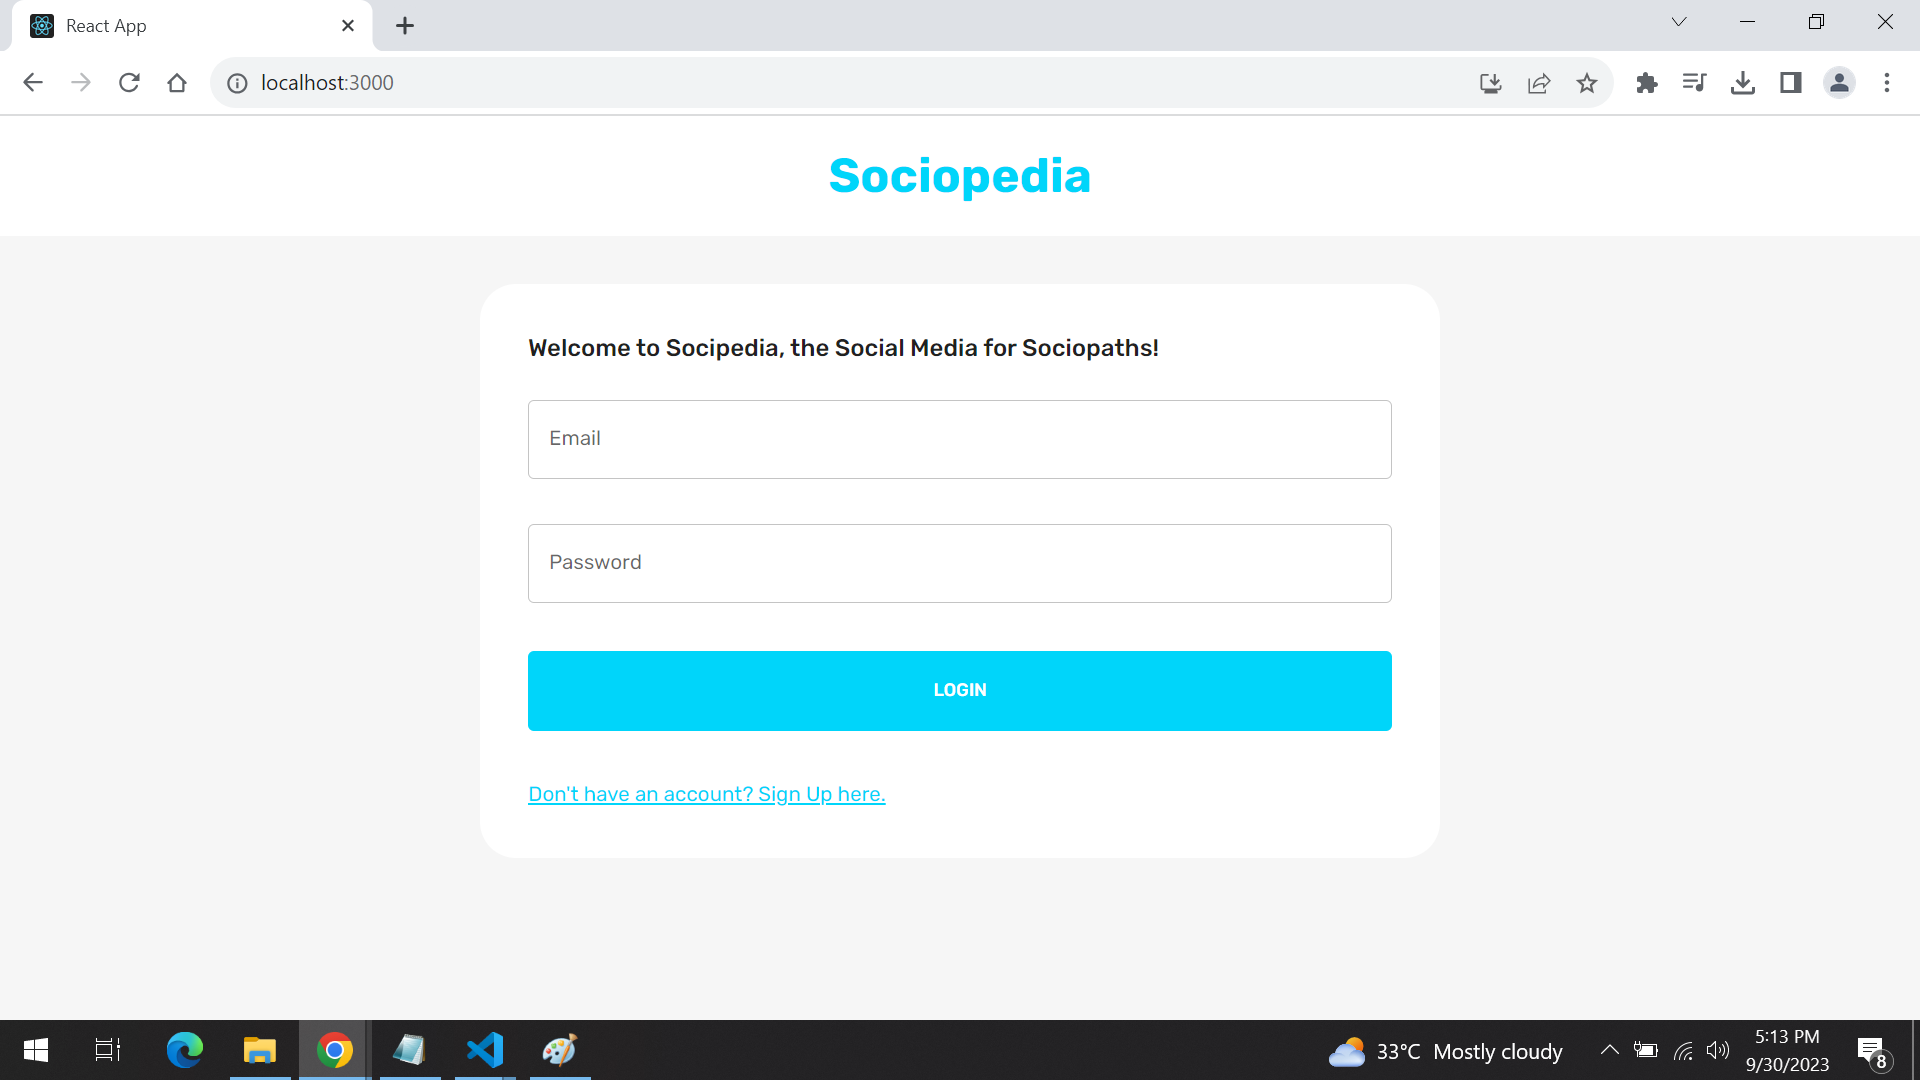 React App
localhost:3000
Sociopedia
Welcome to Socipedia, the Social Media for Sociopaths!
Email
Password
LOGIN
Don't have an account? Sign Up here.
33°C Mostly cloudy
5:13 PM
9/30/2023
8